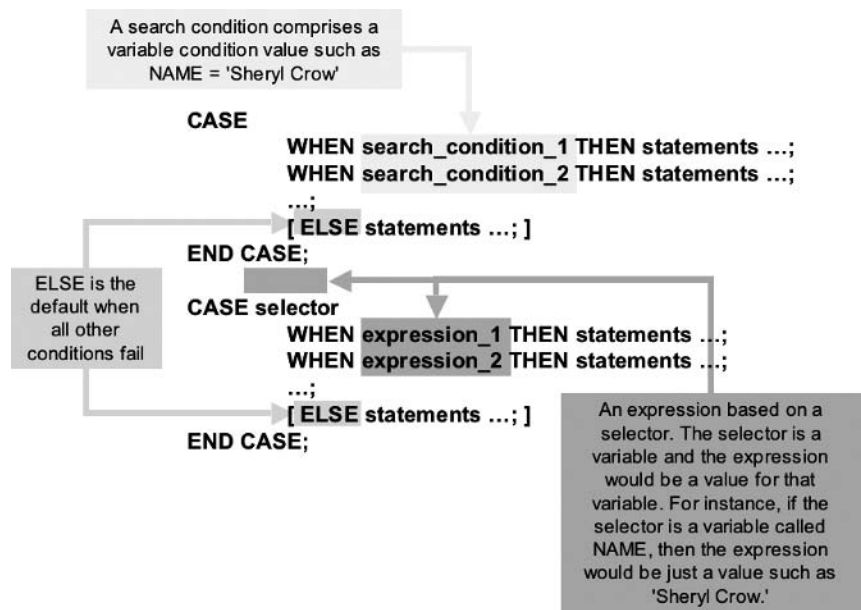 A search condition comprises a
variable condition value such as
NAME = 'Sheryl Crow'
CASE
WHEN search_condition_1 THEN statements …;
WHEN search_condition_2 THEN statements …;
…;
[ ELSE statements …; ]
END CASE;
ELSE is the
default when
all other
conditions fail
CASE selector
WHEN expression_1 THEN statements …;
WHEN expression_2 THEN statements …;
…;
[ ELSE statements …; ]
END CASE;
An expression based on a
selector. The selector is a
variable and the expression
would be a value for that
variable. For instance, if the
selector is a variable called
NAME, then the expression
would be just a value such as
'Sheryl Crow.'